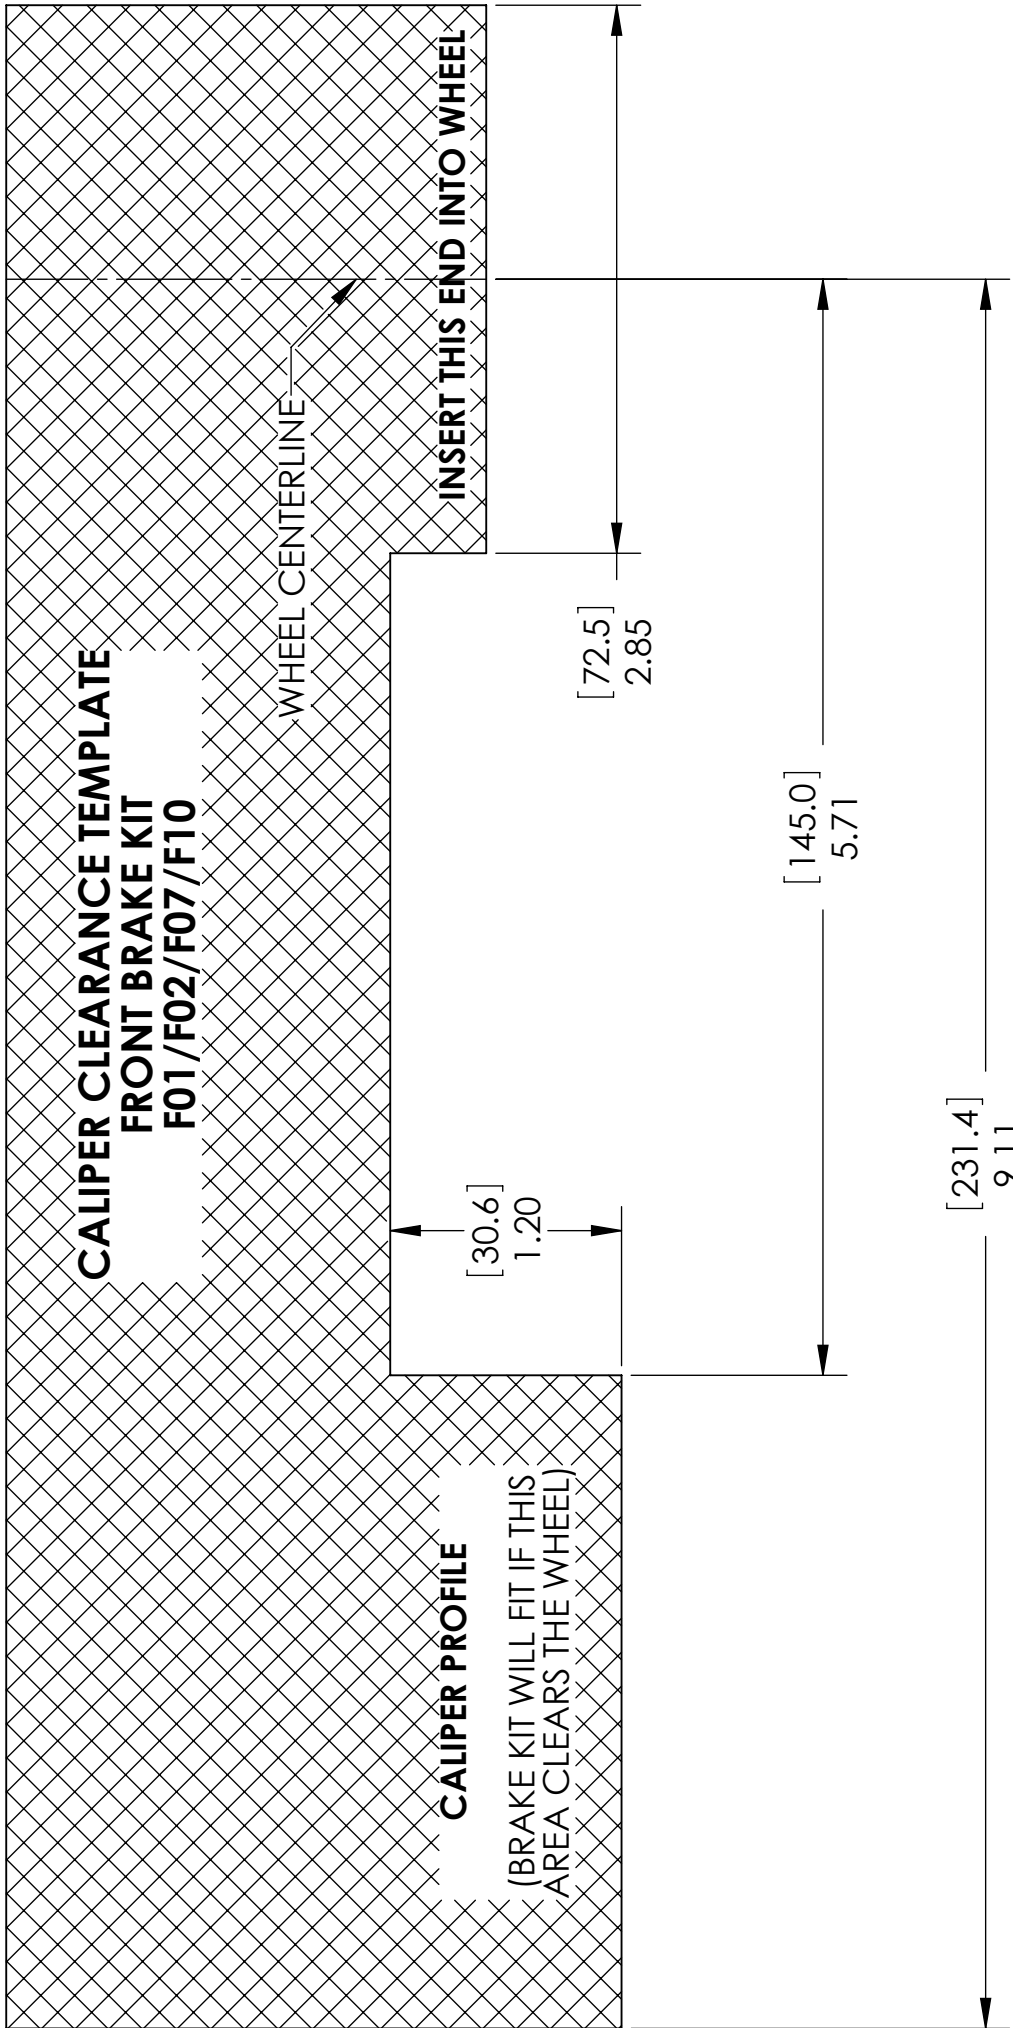 CALIPER CLEARANCE TEMPLATE
FRONT BRAKE KIT
F01/F02/F07/F10
WHEEL CENTERLINE
INSERT THIS END INTO WHEEL
CALIPER PROFILE
(BRAKE KIT WILL FIT IF THIS
AREA CLEARS THE WHEEL)
[30.6]
1.20
[72.5]
2.85
[145.0]
5.71
[231.4]
9.11